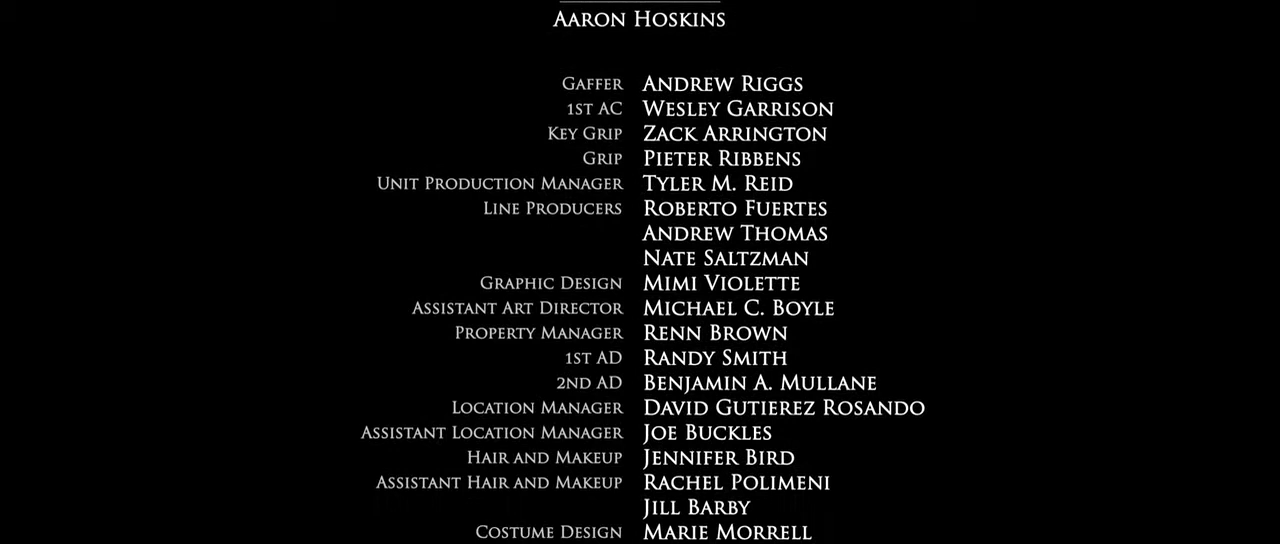 AARON HOSKINS
GAFFER ANDREW RIGGS
1ST AC WESLEY GARRISON
KEY GRIP ZACK ARRINGTON
GRIP PIETER RIBBENS
UNIT PRODUCTION MANAGER TYLER M. REID
LINE PRODUCERS ROBERTO FUERTES
ANDREW THOMAS
NATE SALTZMAN
GRAPHIC DESIGN MIMI VIOLETTE
ASSISTANT ART DIRECTOR MICHAEL C. BOYLE
PROPERTY MANAGER RENN BROWN
1ST AD RANDY SMITH
2ND AD BENJAMIN A. MULLANE
LOCATION MANAGER DAVID GUTIEREZ ROSANDO
ASSISTANT LOCATION MANAGER JOE BUCKLES
HAIR AND MAKEUP JENNIFER BIRD
ASSISTANT HAIR AND MAKEUP RACHEL POLIMENI
JILL BARBY
COSTUME DESIGN MARIE MORRELL